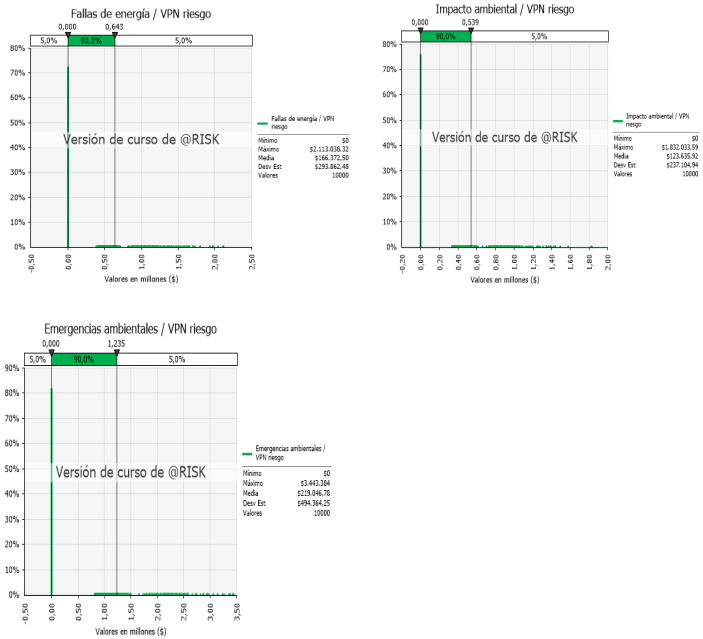 Fallas de energía / VPN riesgo
0,000 0,643
5,0% 90,0% 5,0%
80%
70%
60%
50%
40%
30%
20%
10%
0%
Versión de curso de @RISK
-0,50 0,00 0,50 1,00 1,50 2,00 2,50
Valores en millones ($)
Fallas de energía / VPN
riesgo
Mínimo $0
Máximo $2.113.038,32
Media $166.372,50
Desv Est $293.862,48
Valores 10000
Impacto ambiental / VPN riesgo
0,000 0,539
90,0% 5,0%
80%
70%
60%
50%
40%
30%
20%
10%
0%
Versión de curso de @RISK
-0,20 0,00 0,20 0,40 0,60 0,80 1,00 1,20 1,40 1,60 1,80 2,00
Valores en millones ($)
Impacto ambiental / VPN
riesgo
Mínimo $0
Máximo $1.832.033,59
Media $123.635,92
Desv Est $237.104,94
Valores 10000
Emergencias ambientales / VPN riesgo
0,000 1,235
5,0% 90,0% 5,0%
90%
80%
70%
60%
50%
40%
30%
20%
10%
0%
Versión de curso de @RISK
-0,50 0,00 0,50 1,00 1,50 2,00 2,50 3,00 3,50
Valores en millones ($)
Emergencias ambientales /
VPN riesgo
Mínimo $0
Máximo $3.443.384
Media $219.046,78
Desv Est $494.364,25
Valores 10000